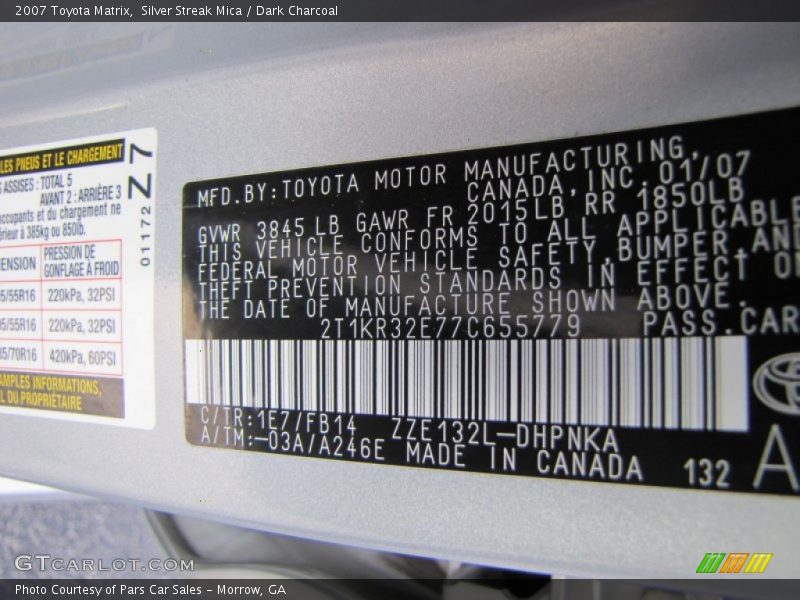 2007 Toyota Matrix, Silver Streak Mica / Dark Charcoal
LES PNEUS ET LE CHARGEMENT
ASSISES : TOTAL 5
AVANT 2 : ARRIÈRE 3
occupants et du chargement ne
à 385kg ou 850lb.
PRESSION DE
GONFLAGE À FROID
5/55R16 220kPa, 32PSI
5/55R16 220kPa, 32PSI
5/70R16 420kPa, 60PSI
AMPLES INFORMATIONS,
DU PROPRIÉTAIRE
01172 Z7
MFD.BY:TOYOTA MOTOR MANUFACTURING,
CANADA, INC. 01/07
GVWR 3845 LB GAWR FR 2015LB, RR 1850LB
THIS VEHICLE CONFORMS TO ALL APPLICABLE
FEDERAL MOTOR VEHICLE SAFETY, BUMPER AND
THEFT PREVENTION STANDARDS IN EFFECT ON
THE DATE OF MANUFACTURE SHOWN ABOVE.
2T1KR32E77C655779 PASS.CAR
C/TR:1E7/FB14 ZZE132L-DHPNKA
A/TM:-03A/A246E MADE IN CANADA 132 A
GTCARLOT.COM
Photo Courtesy of Pars Car Sales - Morrow, GA